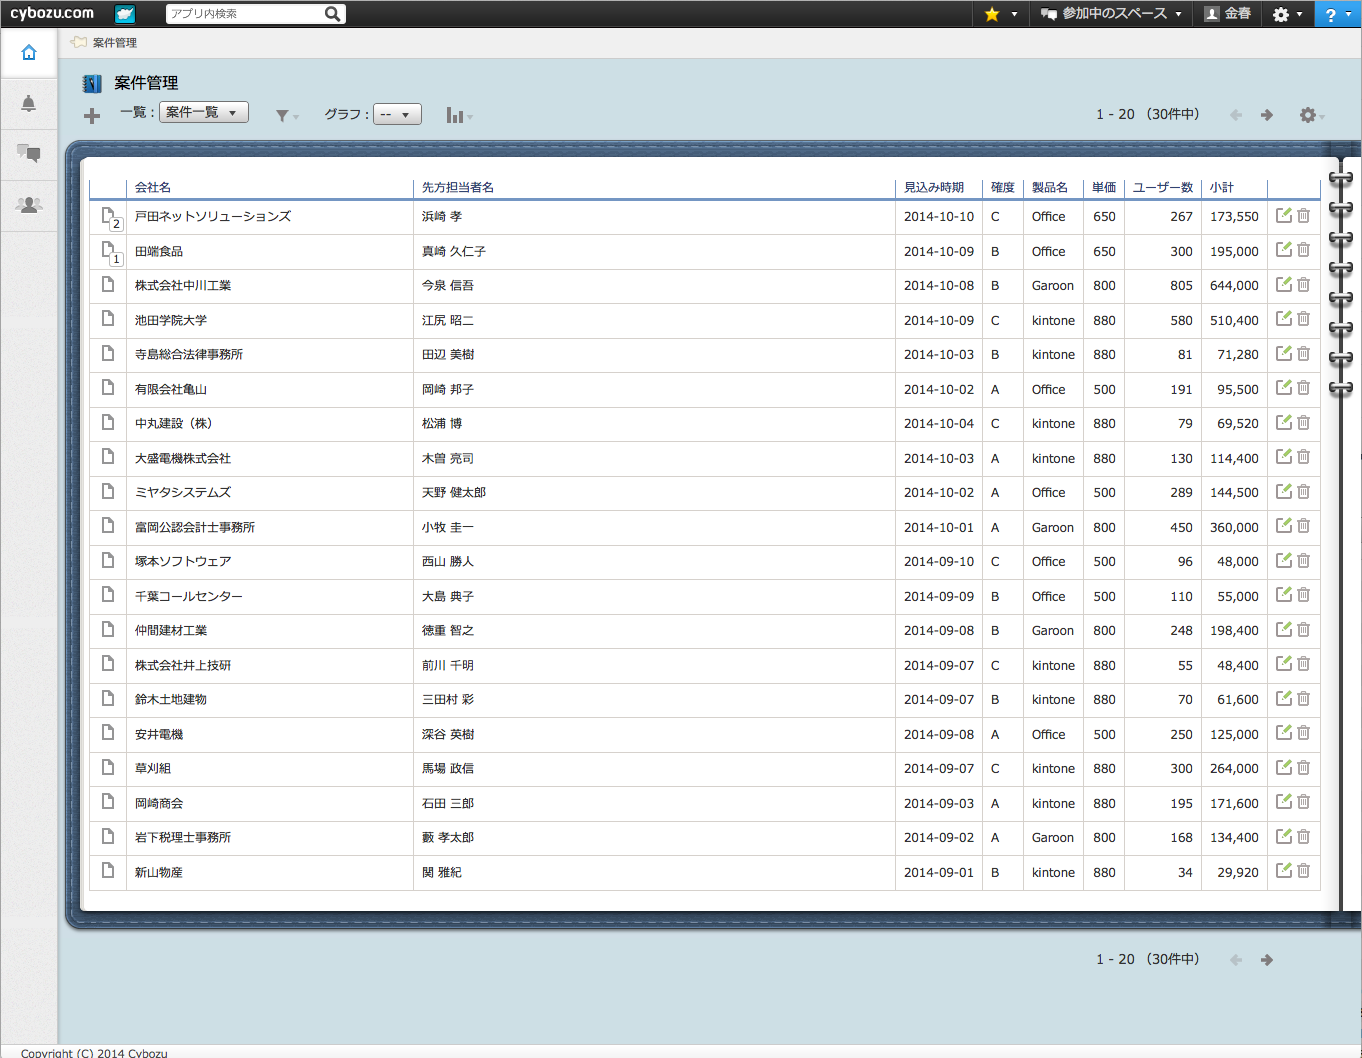 cybozu.com アプリ内検索 参加中のスペース 金春 ?
案件管理
案件管理
一覧 : 案件一覧 グラフ : -- 1 - 20 (30件中)
会社名 先方担当者名 見込み時期 確度 製品名 単価 ユーザー数 小計
2 戸田ネットソリューションズ 浜崎 孝 2014-10-10 C Office 650 267 173,550
1 田端食品 真崎 久仁子 2014-10-09 B Office 650 300 195,000
株式会社中川工業 今泉 信吾 2014-10-08 B Garoon 800 805 644,000
池田学院大学 江尻 昭二 2014-10-09 C kintone 880 580 510,400
寺島総合法律事務所 田辺 美樹 2014-10-03 B kintone 880 81 71,280
有限会社亀山 岡崎 邦子 2014-10-02 A Office 500 191 95,500
中丸建設（株） 松浦 博 2014-10-04 C kintone 880 79 69,520
大盛電機株式会社 木曽 亮司 2014-10-03 A kintone 880 130 114,400
ミヤタシステムズ 天野 健太郎 2014-10-02 A Office 500 289 144,500
富岡公認会計士事務所 小牧 圭一 2014-10-01 A Garoon 800 450 360,000
塚本ソフトウェア 西山 勝人 2014-09-10 C Office 500 96 48,000
千葉コールセンター 大島 典子 2014-09-09 B Office 500 110 55,000
仲間建材工業 徳重 智之 2014-09-08 B Garoon 800 248 198,400
株式会社井上技研 前川 千明 2014-09-07 C kintone 880 55 48,400
鈴木土地建物 三田村 彩 2014-09-07 B kintone 880 70 61,600
安井電機 深谷 英樹 2014-09-08 A Office 500 250 125,000
草刈組 馬場 政信 2014-09-07 C kintone 880 300 264,000
岡崎商会 石田 三郎 2014-09-03 A kintone 880 195 171,600
岩下税理士事務所 藪 孝太郎 2014-09-02 A Garoon 800 168 134,400
新山物産 関 雅紀 2014-09-01 B kintone 880 34 29,920
1 - 20 (30件中)
Copyright (C) 2014 Cybozu